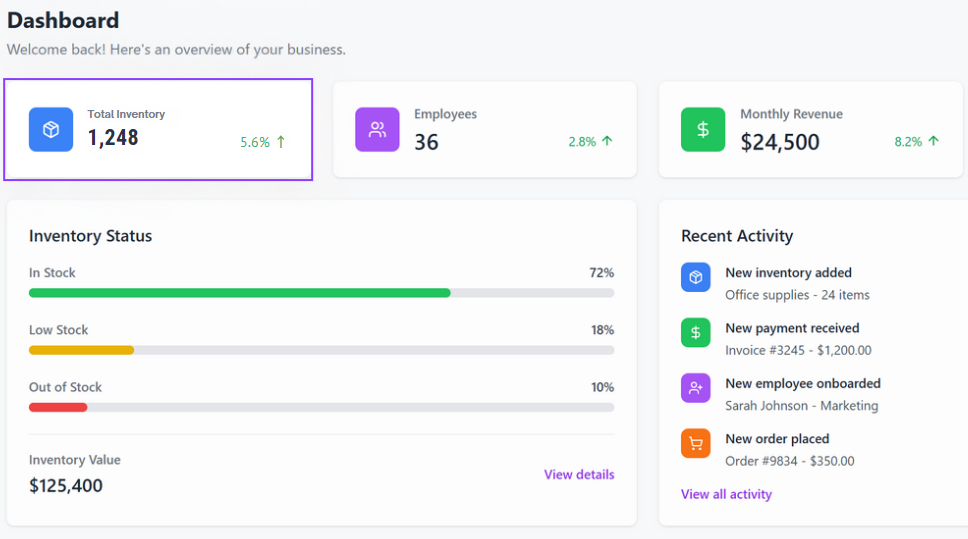 Dashboard
Welcome back! Here's an overview of your business.
Total Inventory
1,248
5.6% ↑
Employees
36
2.8% ↑
Monthly Revenue
$24,500
8.2% ↑
Inventory Status
In Stock 72%
Low Stock 18%
Out of Stock 10%
Inventory Value
$125,400
View details
Recent Activity
New inventory added
Office supplies - 24 items
New payment received
Invoice #3245 - $1,200.00
New employee onboarded
Sarah Johnson - Marketing
New order placed
Order #9834 - $350.00
View all activity